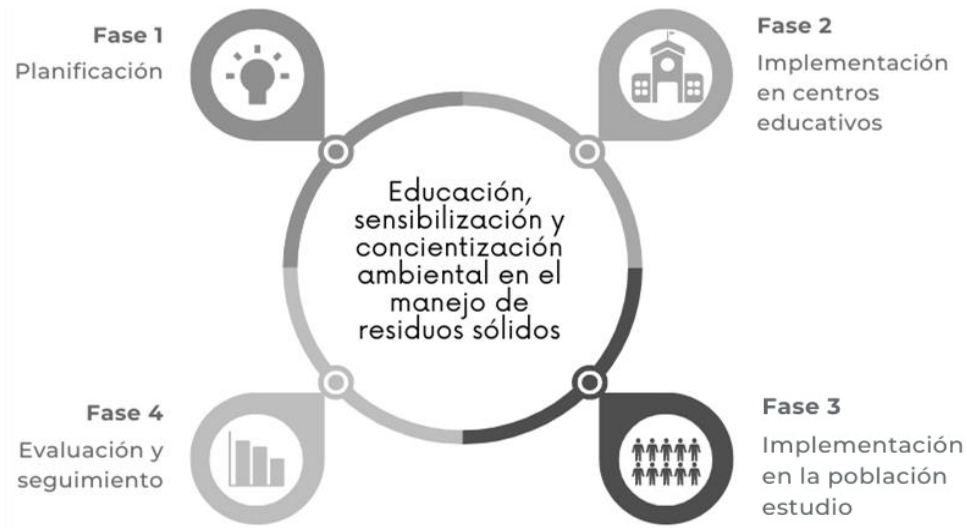 Fase 1
Planificación
Fase 2
Implementación
en centros
educativos
Educación,
sensibilización y
concientización
ambiental en el
manejo de
residuos sólidos
Fase 4
Evaluación y
seguimiento
Fase 3
Implementación
en la población
estudio